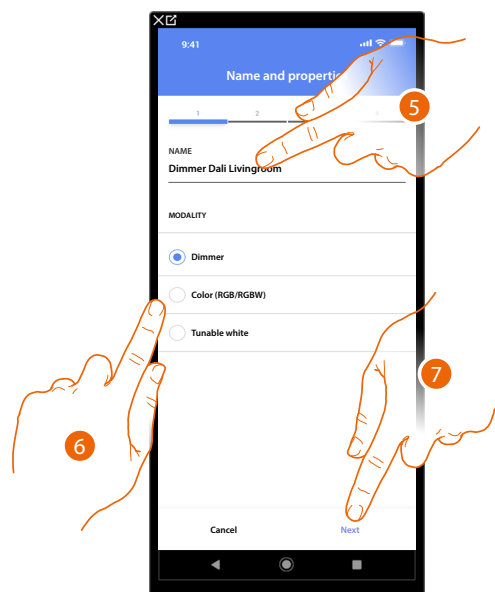 9:41
Name and properti
1 2
5
NAME
Dimmer Dali Livingroom
MODALITY
Dimmer
Color (RGB/RGBW)
Tunable white
7
6
Cancel Next